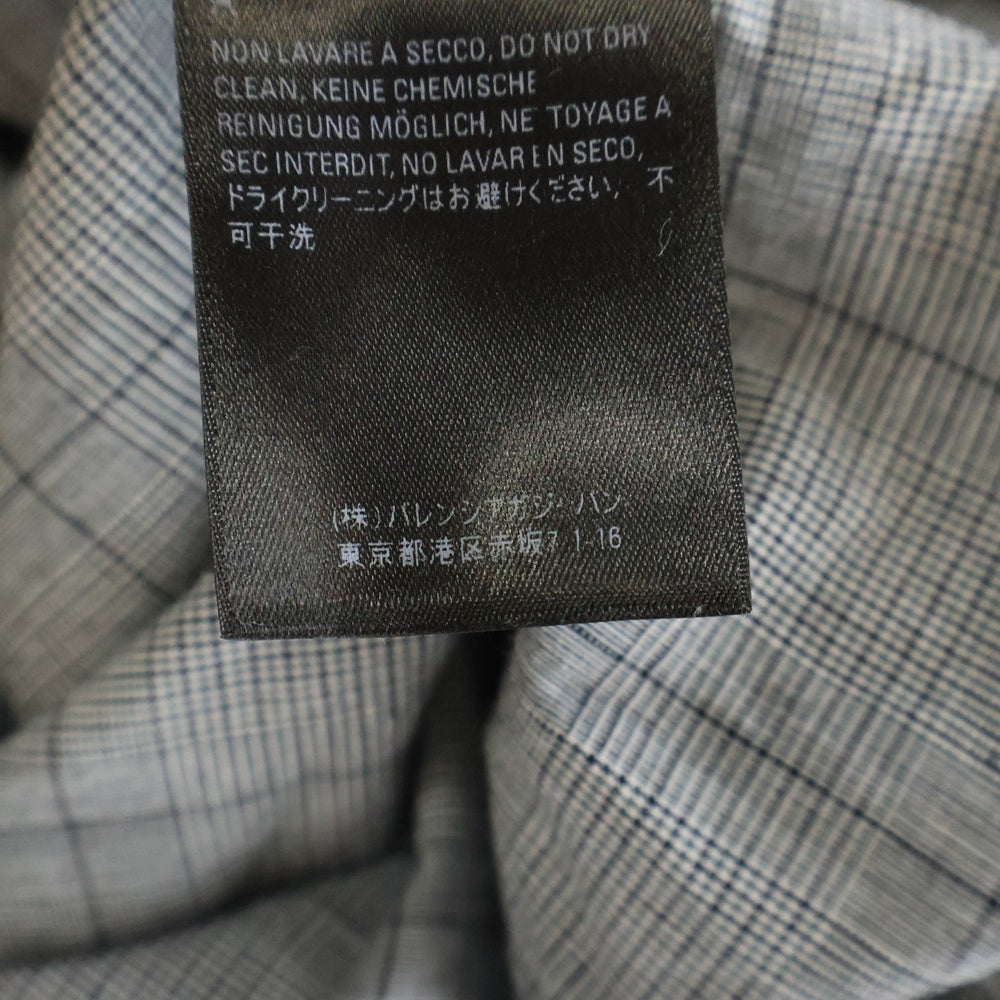 NON LAVARE A SECCO, DO NOT DRY
CLEAN, KEINE CHEMISCHE
REINIGUNG MÖGLICH, NETTOYAGE A
SEC INTERDIT, NO LAVAR EN SECO,
ドライクリーニングはお避けください, 不
可干洗
(株)バレンシアガジャパン
東京都港区赤坂7 1 16